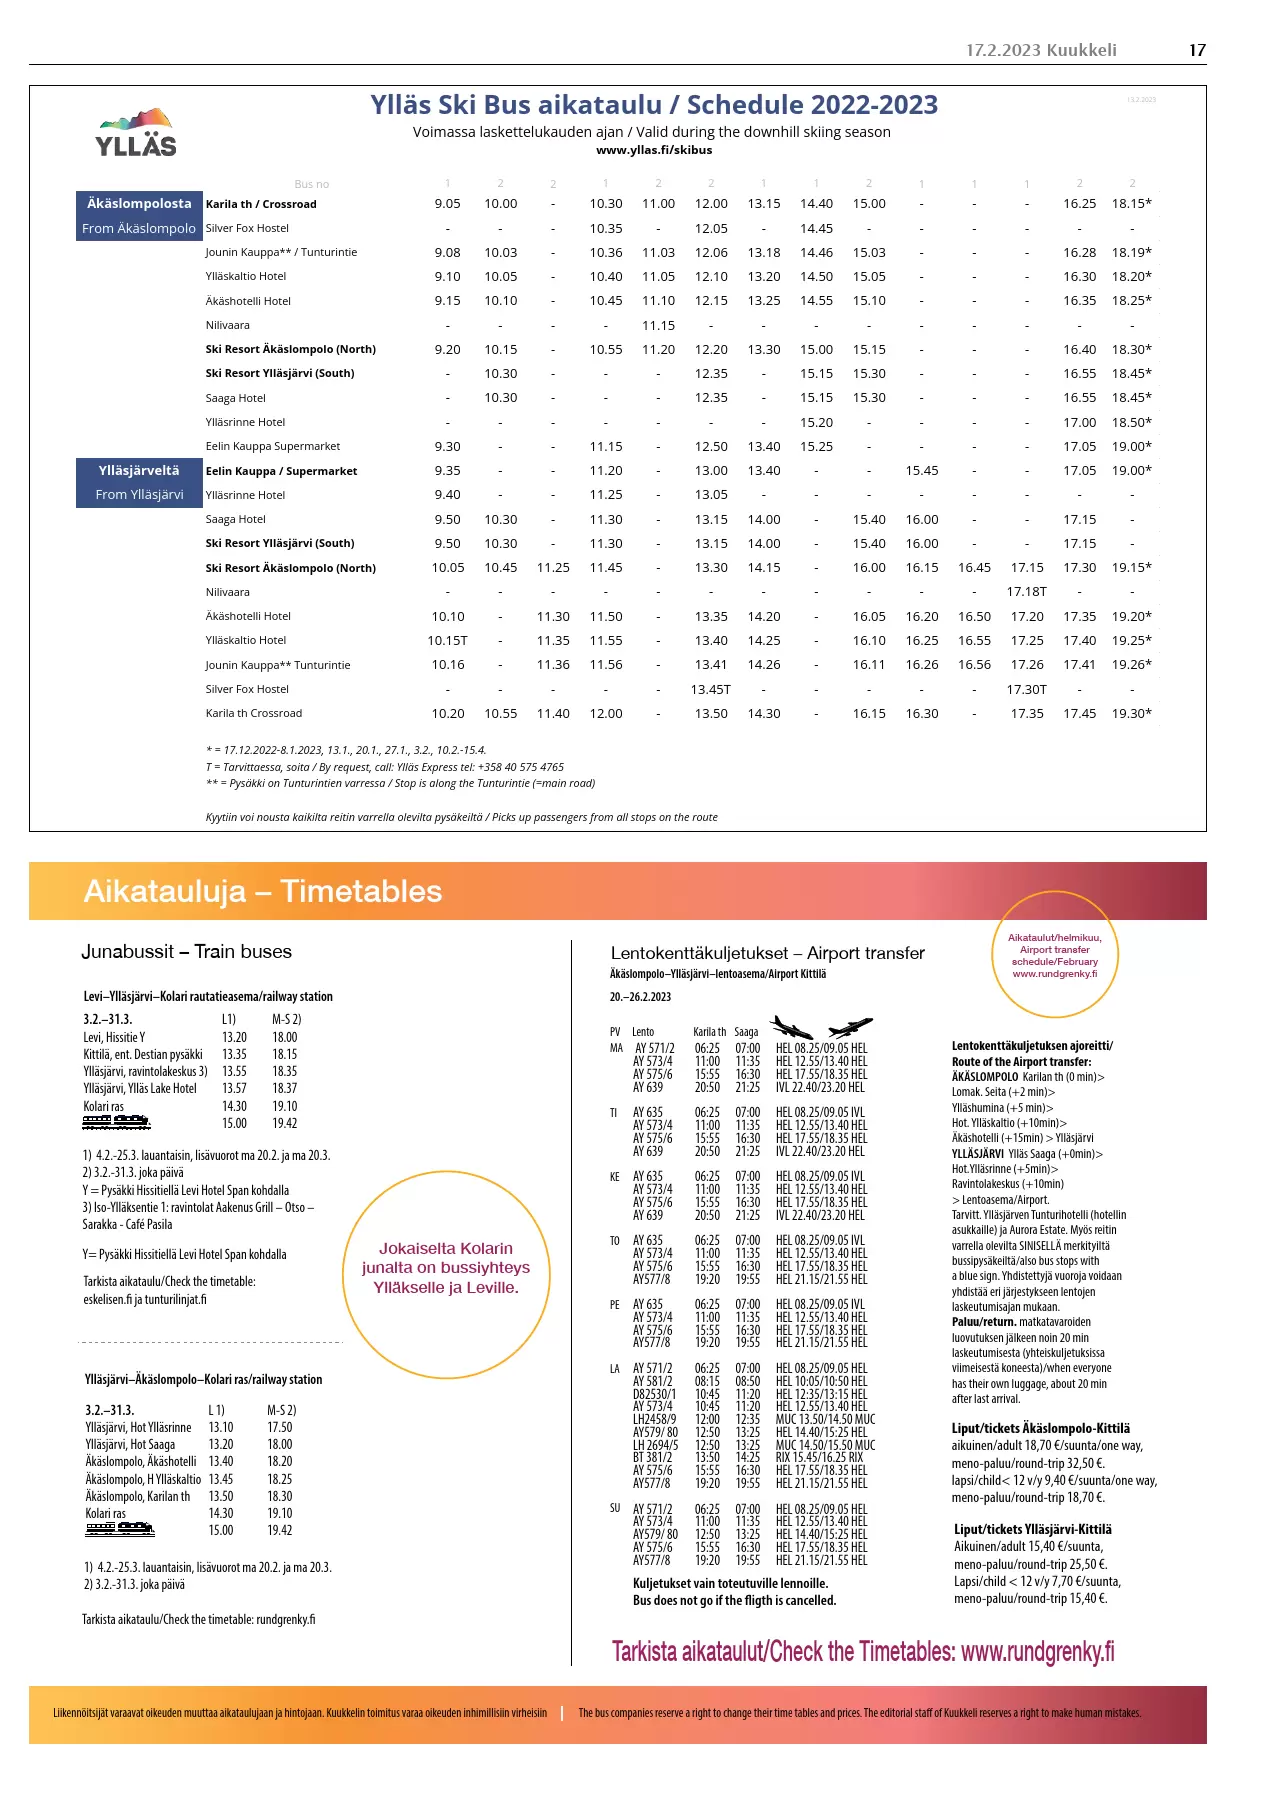 17.2.2023 Kuukkeli 17
Ylläs Ski Bus aikataulu / Schedule 2022-2023
13.2.2023
YLLÄS
Voimassa laskettelukauden ajan / Valid during the downhill skiing season
www.yllas.fi/skibus
Bus no 1 2 2 1 2 2 1 1 2 1 1 1 2 2
Äkäslompolosta Karila th / Crossroad 9.05 10.00 - 10.30 11.00 12.00 13.15 14.40 15.00 - - - 16.25 18.15*
From Äkäslompolo Silver Fox Hostel - - - 10.35 - 12.05 - 14.45 - - - - - -
Jounin Kauppa** / Tunturintie 9.08 10.03 - 10.36 11.03 12.06 13.18 14.46 15.03 - - - 16.28 18.19*
Ylläskaltio Hotel 9.10 10.05 - 10.40 11.05 12.10 13.20 14.50 15.05 - - - 16.30 18.20*
Äkäshotelli Hotel 9.15 10.10 - 10.45 11.10 12.15 13.25 14.55 15.10 - - - 16.35 18.25*
Nilivaara - - - - 11.15 - - - - - - - - -
Ski Resort Äkäslompolo (North) 9.20 10.15 - 10.55 11.20 12.20 13.30 15.00 15.15 - - - 16.40 18.30*
Ski Resort Ylläsjärvi (South) - 10.30 - - - 12.35 - 15.15 15.30 - - - 16.55 18.45*
Saaga Hotel - 10.30 - - - 12.35 - 15.15 15.30 - - - 16.55 18.45*
Ylläsrinne Hotel - - - - - - - 15.20 - - - - 17.00 18.50*
Eelin Kauppa Supermarket 9.30 - - 11.15 - 12.50 13.40 15.25 - - - - 17.05 19.00*
Ylläsjärveltä Eelin Kauppa / Supermarket 9.35 - - 11.20 - 13.00 13.40 - - 15.45 - - 17.05 19.00*
From Ylläsjärvi Ylläsrinne Hotel 9.40 - - 11.25 - 13.05 - - - - - - - -
Saaga Hotel 9.50 10.30 - 11.30 - 13.15 14.00 - 15.40 16.00 - - 17.15 -
Ski Resort Ylläsjärvi (South) 9.50 10.30 - 11.30 - 13.15 14.00 - 15.40 16.00 - - 17.15 -
Ski Resort Äkäslompolo (North) 10.05 10.45 11.25 11.45 - 13.30 14.15 - 16.00 16.15 16.45 17.15 17.30 19.15*
Nilivaara - - - - - - - - - - - 17.18T - -
Äkäshotelli Hotel 10.10 - 11.30 11.50 - 13.35 14.20 - 16.05 16.20 16.50 17.20 17.35 19.20*
Ylläskaltio Hotel 10.15T - 11.35 11.55 - 13.40 14.25 - 16.10 16.25 16.55 17.25 17.40 19.25*
Jounin Kauppa** Tunturintie 10.16 - 11.36 11.56 - 13.41 14.26 - 16.11 16.26 16.56 17.26 17.41 19.26*
Silver Fox Hostel - - - - - 13.45T - - - - - 17.30T - -
Karila th Crossroad 10.20 10.55 11.40 12.00 - 13.50 14.30 - 16.15 16.30 - 17.35 17.45 19.30*
* = 17.12.2022-8.1.2023, 13.1., 20.1., 27.1., 3.2., 10.2.-15.4.
T = Tarvittaessa, soita / By request, call: Ylläs Express tel: +358 40 575 4765
** = Pysäkki on Tunturintien varressa / Stop is along the Tunturintie (=main road)
Kyytiin voi nousta kaikilta reitin varrella olevilta pysäkeiltä / Picks up passengers from all stops on the route
Aikatauluja – Timetables
Junabussit – Train buses
Levi–Ylläsjärvi–Kolari rautatieasema/railway station
3.2.–31.3. L1) M-S 2)
Levi, Hissitie Y 13.20 18.00
Kittilä, ent. Destian pysäkki 13.35 18.15
Ylläsjärvi, ravintolakeskus 3) 13.55 18.35
Ylläsjärvi, Ylläs Lake Hotel 13.57 18.37
Kolari ras 14.30 19.10
15.00 19.42
1) 4.2.-25.3. lauantaisin, lisävuorot ma 20.2. ja ma 20.3.
2) 3.2.-31.3. joka päivä
Y = Pysäkki Hissitiellä Levi Hotel Span kohdalla
3) Iso-Ylläksentie 1: ravintolat Aakenus Grill – Otso –
Sarakka - Café Pasila
Y= Pysäkki Hissitiellä Levi Hotel Span kohdalla
Tarkista aikataulu/Check the timetable:
eskelisen.fi ja tunturilinjat.fi
Jokaiselta Kolarin
junalta on bussiyhteys
Ylläkselle ja Leville.
Ylläsjärvi–Äkäslompolo–Kolari ras/railway station
3.2.–31.3. L 1) M-S 2)
Ylläsjärvi, Hot Ylläsrinne 13.10 17.50
Ylläsjärvi, Hot Saaga 13.20 18.00
Äkäslompolo, Äkäshotelli 13.40 18.20
Äkäslompolo, H Ylläskaltio 13.45 18.25
Äkäslompolo, Karilan th 13.50 18.30
Kolari ras 14.30 19.10
15.00 19.42
1) 4.2.-25.3. lauantaisin, lisävuorot ma 20.2. ja ma 20.3.
2) 3.2.-31.3. joka päivä
Tarkista aikataulu/Check the timetable: rundgrenky.fi
Lentokenttäkuljetukset – Airport transfer
Äkäslompolo–Ylläsjärvi–lentoasema/Airport Kittilä
20.–26.2.2023
PV Lento Karila th Saaga
MA AY 571/2 06:25 07:00 HEL 08.25/09.05 HEL
AY 573/4 11:00 11:35 HEL 12.55/13.40 HEL
AY 575/6 15:55 16:30 HEL 17.55/18.35 HEL
AY 639 20:50 21:25 IVL 22.40/23.20 HEL
TI AY 635 06:25 07:00 HEL 08.25/09.05 IVL
AY 573/4 11:00 11:35 HEL 12.55/13.40 HEL
AY 575/6 15:55 16:30 HEL 17.55/18.35 HEL
AY 639 20:50 21:25 IVL 22.40/23.20 HEL
KE AY 635 06:25 07:00 HEL 08.25/09.05 IVL
AY 573/4 11:00 11:35 HEL 12.55/13.40 HEL
AY 575/6 15:55 16:30 HEL 17.55/18.35 HEL
AY 639 20:50 21:25 IVL 22.40/23.20 HEL
TO AY 635 06:25 07:00 HEL 08.25/09.05 IVL
AY 573/4 11:00 11:35 HEL 12.55/13.40 HEL
AY 575/6 15:55 16:30 HEL 17.55/18.35 HEL
AY577/8 19:20 19:55 HEL 21.15/21.55 HEL
PE AY 635 06:25 07:00 HEL 08.25/09.05 IVL
AY 573/4 11:00 11:35 HEL 12.55/13.40 HEL
AY 575/6 15:55 16:30 HEL 17.55/18.35 HEL
AY577/8 19:20 19:55 HEL 21.15/21.55 HEL
LA AY 571/2 06:25 07:00 HEL 08.25/09.05 HEL
AY 581/2 08:15 08:50 HEL 10:05/10:50 HEL
D82530/1 10:45 11:20 HEL 12:35/13:15 HEL
AY 573/4 10:45 11:20 HEL 12.55/13.40 HEL
LH2458/9 12:00 12:35 MUC 13.50/14.50 MUC
AY579/ 80 12:50 13:25 HEL 14.40/15:25 HEL
LH 2694/5 12:50 13:25 MUC 14.50/15.50 MUC
BT 381/2 13:50 14:25 RIX 15.45/16.25 RIX
AY 575/6 15:55 16:30 HEL 17.55/18.35 HEL
AY577/8 19:20 19:55 HEL 21.15/21.55 HEL
SU AY 571/2 06:25 07:00 HEL 08.25/09.05 HEL
AY 573/4 11:00 11:35 HEL 12.55/13.40 HEL
AY579/ 80 12:50 13:25 HEL 14.40/15:25 HEL
AY 575/6 15:55 16:30 HEL 17.55/18.35 HEL
AY577/8 19:20 19:55 HEL 21.15/21.55 HEL
Kuljetukset vain toteutuville lennoille.
Bus does not go if the fligth is cancelled.
Aikataulut/helmikuu,
Airport transfer
schedule/February
www.rundgrenky.fi
Lentokenttäkuljetuksen ajoreitti/
Route of the Airport transfer:
ÄKÄSLOMPOLO Karilan th (0 min)>
Lomak. Seita (+2 min)>
Ylläshumina (+5 min)>
Hot. Ylläskaltio (+10min)>
Äkäshotelli (+15min) > Ylläsjärvi
YLLÄSJÄRVI Ylläs Saaga (+0min)>
Hot.Ylläsrinne (+5min)>
Ravintolakeskus (+10min)
> Lentoasema/Airport.
Tarvitt. Ylläsjärven Tunturihotelli (hotellin
asukkaille) ja Aurora Estate. Myös reitin
varrella olevilta SINISELLÄ merkityiltä
bussipysäkeiltä/also bus stops with
a blue sign. Yhdistettyjä vuoroja voidaan
yhdistää eri järjestykseen lentojen
laskeutumisajan mukaan.
Paluu/return. matkatavaroiden
luovutuksen jälkeen noin 20 min
laskeutumisesta (yhteiskuljetuksissa
viimeisestä koneesta)/when everyone
has their own luggage, about 20 min
after last arrival.
Liput/tickets Äkäslompolo-Kittilä
aikuinen/adult 18,70 €/suunta/one way,
meno-paluu/round-trip 32,50 €.
lapsi/child< 12 v/y 9,40 €/suunta/one way,
meno-paluu/round-trip 18,70 €.
Liput/tickets Ylläsjärvi-Kittilä
Aikuinen/adult 15,40 €/suunta,
meno-paluu/round-trip 25,50 €.
Lapsi/child < 12 v/y 7,70 €/suunta,
meno-paluu/round-trip 15,40 €.
Tarkista aikataulut/Check the Timetables: www.rundgrenky.fi
Liikennöitsijät varaavat oikeuden muuttaa aikataulujaan ja hintojaan. Kuukkelin toimitus varaa oikeuden inhimillisiin virheisiin
The bus companies reserve a right to change their time tables and prices. The editorial staff of Kuukkeli reserves a right to make human mistakes.